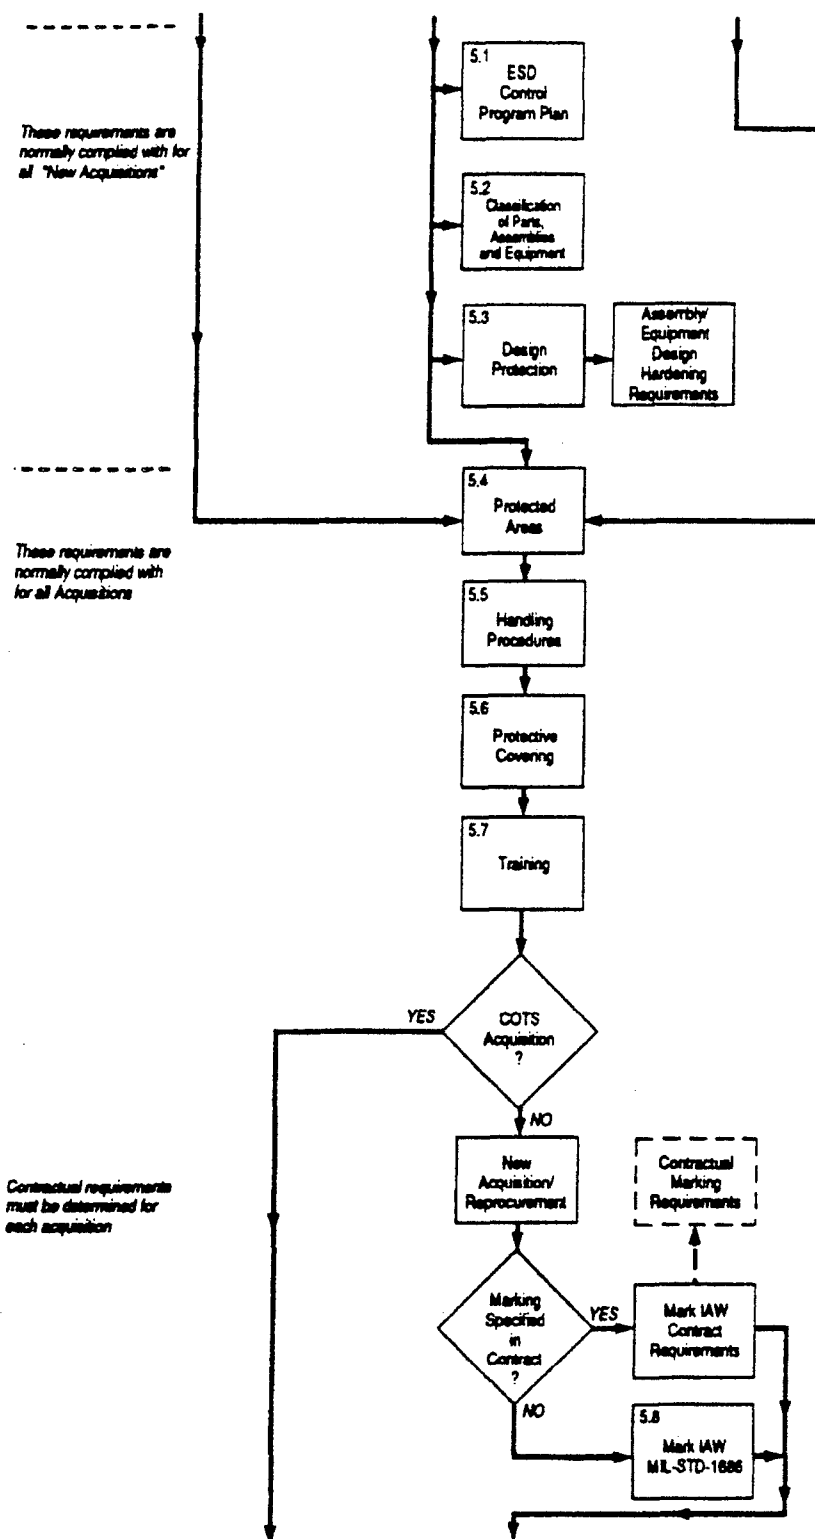 5.1
ESD
Control
Program Plan
These requirements are
normally complied with for
all "New Acquisitions"
5.2
Classification
of Parts,
Assemblies
and Equipment
5.3
Design
Protection
Assembly/
Equipment
Design
Hardening
Requirements
5.4
Protected
Areas
These requirements are
normally complied with
for all Acquisitions
5.5
Handling
Procedures
5.6
Protective
Covering
5.7
Training
YES
COTS
Acquisition
?
NO
New
Acquisition/
Reprocurement
Contractual
Marking
Requirements
Contractual requirements
must be determined for
each acquisition
Marking
Specified
in
Contract
?
YES
Mark IAW
Contract
Requirements
NO
5.8
Mark IAW
MIL-STD-1686